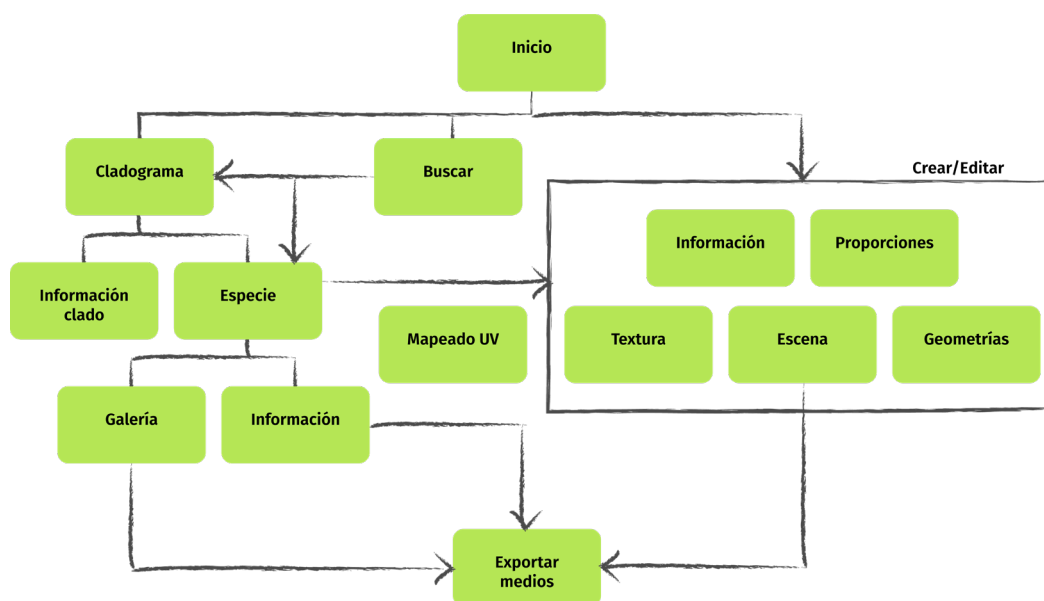 Inicio
Cladograma
Buscar
Crear/Editar
Información
Proporciones
Información
clado
Especie
Mapeado UV
Textura
Escena
Geometrías
Galería
Información
Exportar
medios